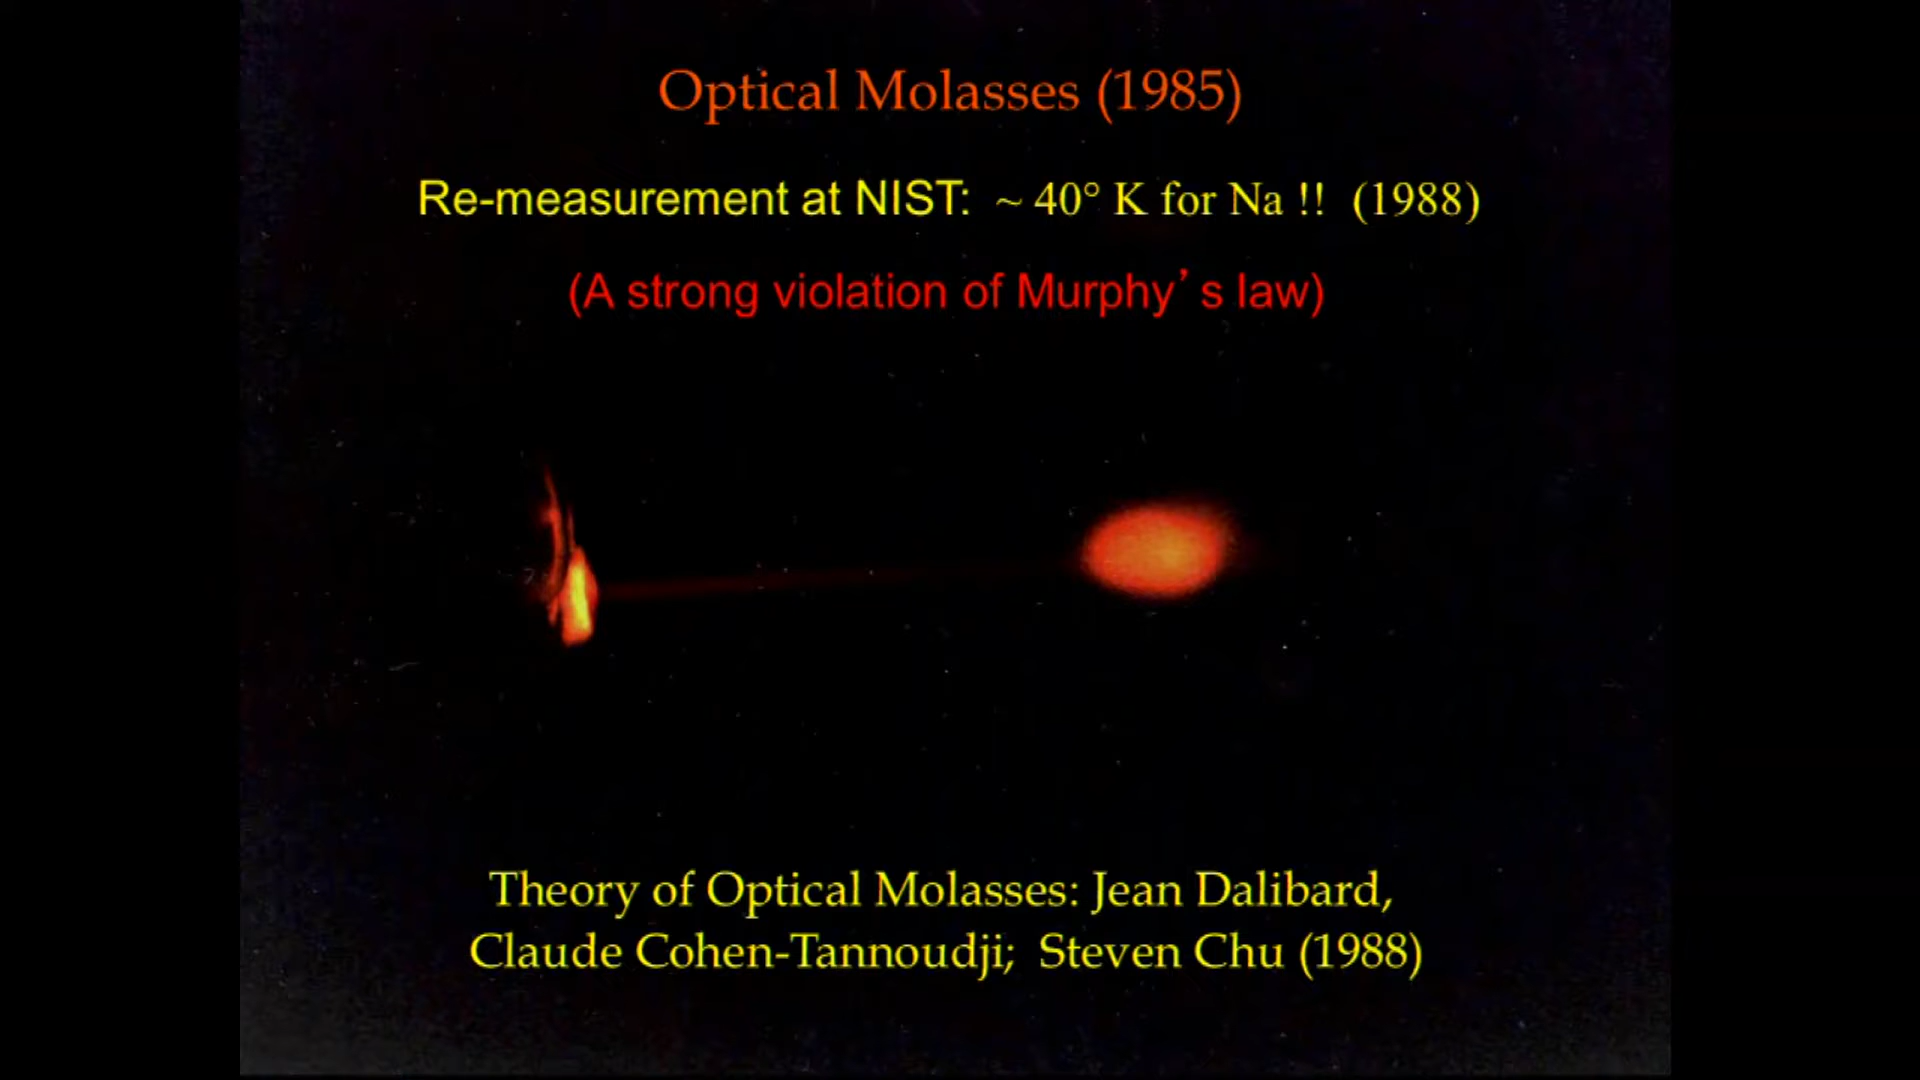 Optical Molasses (1985)
Re-measurement at NIST: ~ 40° K for Na !! (1988)
(A strong violation of Murphy’s law)
Theory of Optical Molasses: Jean Dalibard,
Claude Cohen-Tannoudji; Steven Chu (1988)